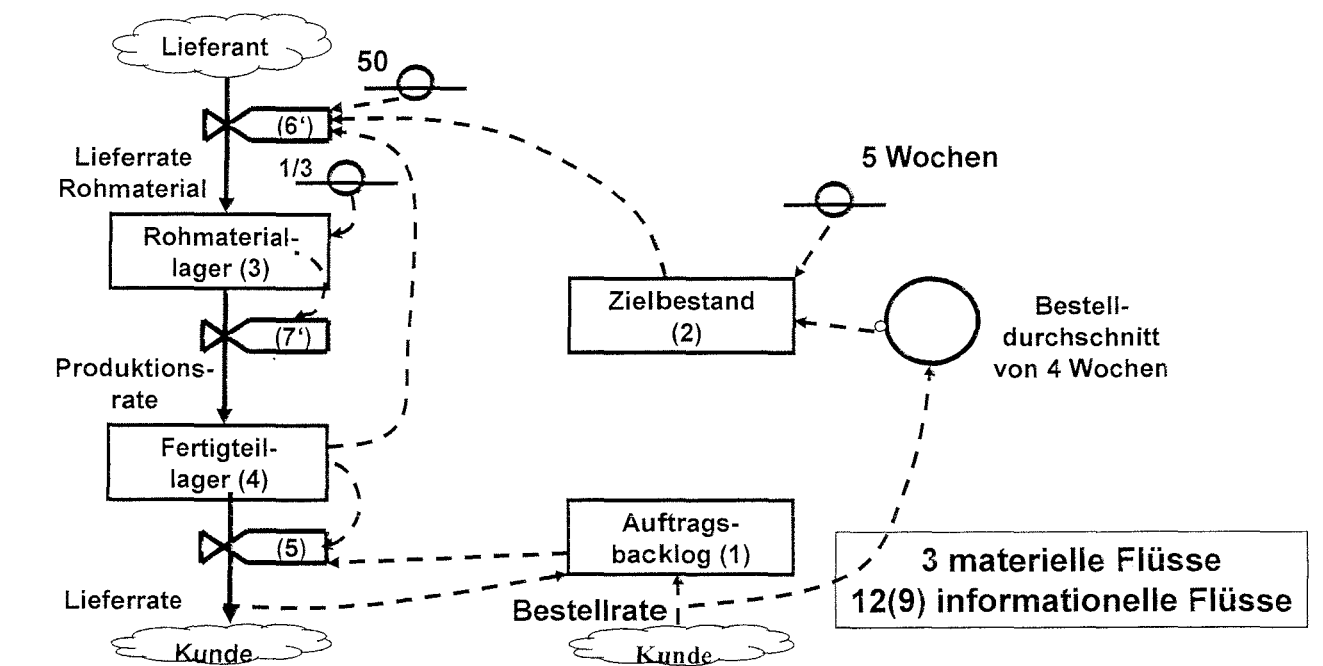 Lieferant
50
(6‘)
Lieferrate
Rohmaterial
1/3
5 Wochen
Rohmaterial-
lager (3)
Zielbestand
(2)
Bestell-
durchschnitt
von 4 Wochen
(7‘)
Produktions-
rate
Fertigteil-
lager (4)
(5)
Auftrags-
backlog (1)
3 materielle Flüsse
12(9) informationelle Flüsse
Lieferrate
Bestellrate
Kunde
Kunde